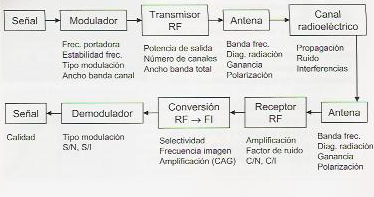 Señal
Modulador
Transmisor
RF
Antena
Canal
radioeléctrico
Frec. portadora
Estabilidad frec.
Tipo modulación
Ancho banda canal
Potencia de salida
Número de canales
Ancho banda total
Banda frec.
Diag. radiación
Ganancia
Polarización
Propagación
Ruido
Interferencias
Señal
Demodulador
Conversión
RF → FI
Receptor
RF
Antena
Calidad
Tipo modulación
S/N, S/I
Selectividad
Frecuencia imagen
Amplificación (CAG)
Amplificación
Factor de ruido
C/N, C/I
Banda frec.
Diag. radiación
Ganancia
Polarización